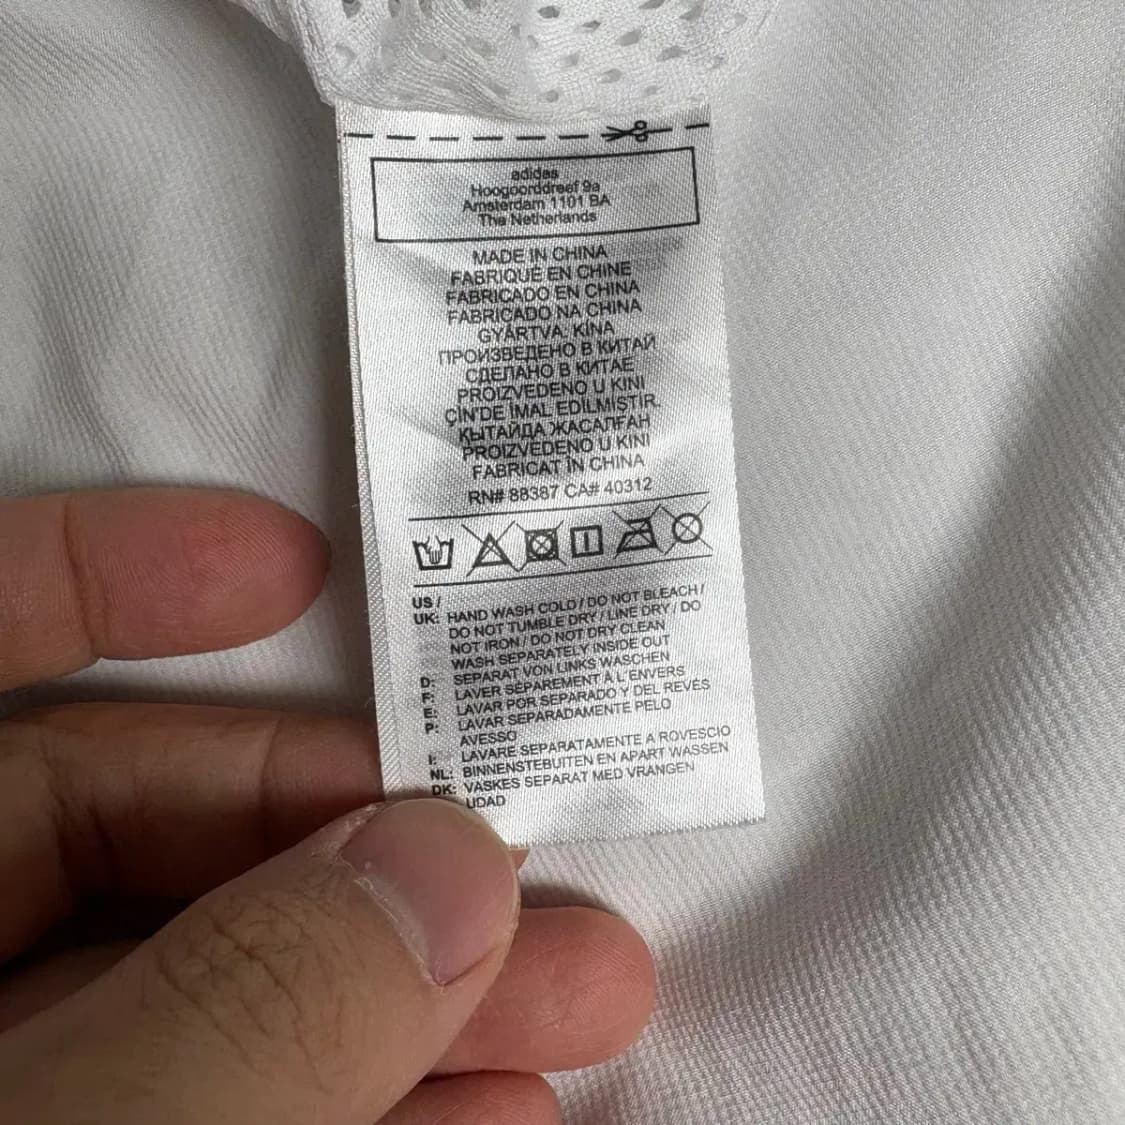 adidas
Hoogoorddreef 9a
Amsterdam 1101 BA
The Netherlands
MADE IN CHINA
FABRIQUÉ EN CHINE
FABRICADO EN CHINA
FABRICADO NA CHINA
GYÁRTVA: KÍNA
ПРОИЗВЕДЕНО В КИТАЙ
СДЕЛАНО В КИТАЕ
PROIZVEDENO U KINI
ÇİN'DE İMAL EDİLMİŞTİR.
ҚЫТАЙДА ЖАСАЛҒАН
PROIZVEDENO U KINI
FABRICAT ÎN CHINA
RN# 88387 CA# 40312
US /
UK: HAND WASH COLD / DO NOT BLEACH /
DO NOT TUMBLE DRY / LINE DRY / DO
NOT IRON / DO NOT DRY CLEAN
WASH SEPARATELY INSIDE OUT
D: SEPARAT VON LINKS WASCHEN
F: LAVER SÉPARÉMENT À L'ENVERS
E: LAVAR POR SEPARADO Y DEL REVÉS
P: LAVAR SEPARADAMENTE PELO
AVESSO
I: LAVARE SEPARATAMENTE A ROVESCIO
NL: BINNENSTEBUITEN EN APART WASSEN
DK: VASKES SEPARAT MED VRANGEN
UDAD